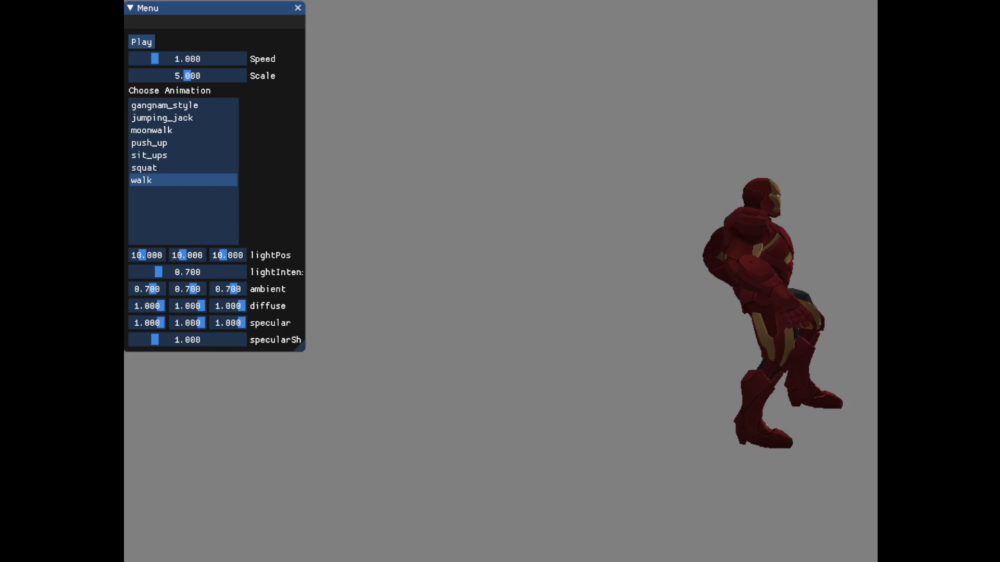 Menu
Play
1.000 Speed
5.000 Scale
Choose Animation
gangnam_style
jumping_jack
moonwalk
push_up
sit_ups
squat
walk
10.000 10.000 10.000 lightPos
0.700 lightInten
0.700 0.700 0.700 ambient
1.000 1.000 1.000 diffuse
1.000 1.000 1.000 specular
1.000 specularSh